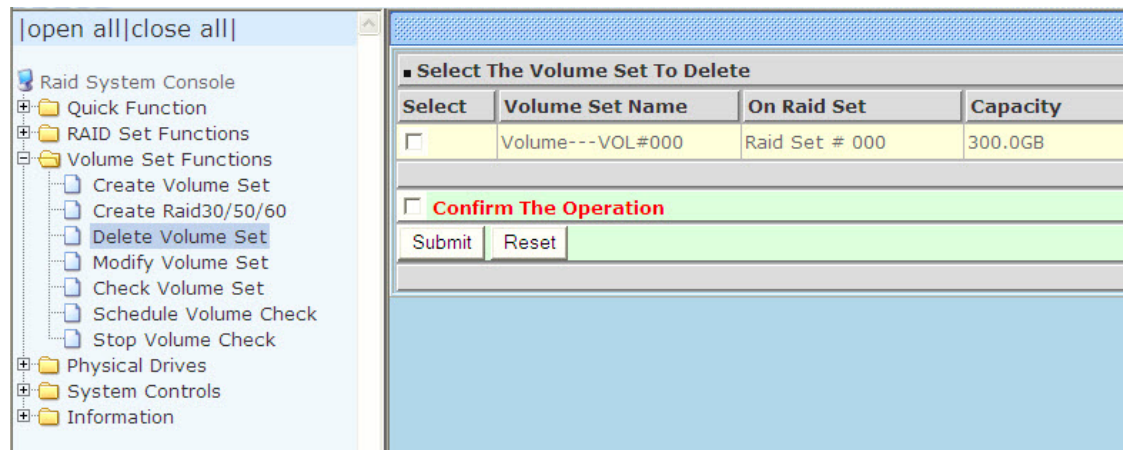 |open all|close all|
Raid System Console
Quick Function
RAID Set Functions
Volume Set Functions
Create Volume Set
Create Raid30/50/60
Delete Volume Set
Modify Volume Set
Check Volume Set
Schedule Volume Check
Stop Volume Check
Physical Drives
System Controls
Information
Select The Volume Set To Delete
Select Volume Set Name On Raid Set Capacity
Volume---VOL#000 Raid Set # 000 300.0GB
Confirm The Operation
Submit Reset